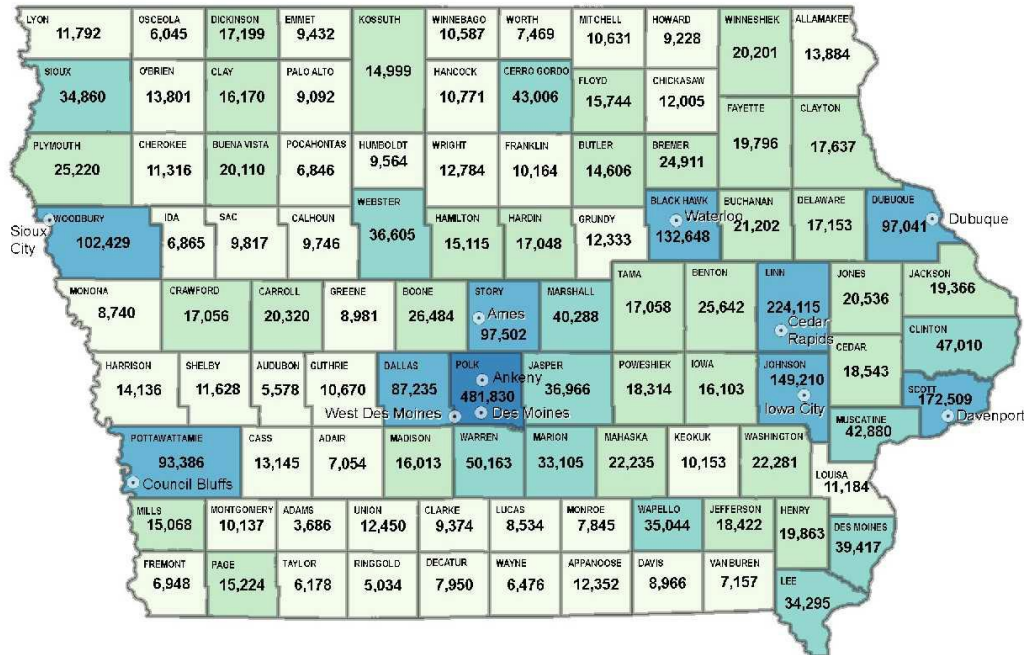 LYON
11,792
OSCEOLA
6,045
DICKINSON
17,199
EMMET
9,432
KOSSUTH
14,999
WINNEBAGO
10,587
WORTH
7,469
MITCHELL
10,631
HOWARD
9,228
WINNESHIEK
20,201
ALLAMAKEE
13,884
SIOUX
34,860
O'BRIEN
13,801
CLAY
16,170
PALO ALTO
9,092
HANCOCK
10,771
CERRO GORDO
43,006
FLOYD
15,744
CHICKASAW
12,005
FAYETTE
19,796
CLAYTON
17,637
PLYMOUTH
25,220
CHEROKEE
11,316
BUENA VISTA
20,110
POCAHONTAS
6,846
HUMBOLDT
9,564
WRIGHT
12,784
FRANKLIN
10,164
BUTLER
14,606
BREMER
24,911
WOODBURY
Sioux
City
102,429
IDA
6,865
SAC
9,817
CALHOUN
9,746
WEBSTER
36,605
HAMILTON
15,115
HARDIN
17,048
GRUNDY
12,333
BLACK HAWK
Waterloo
132,648
BUCHANAN
21,202
DELAWARE
17,153
DUBUQUE
97,041
Dubuque
MONONA
8,740
CRAWFORD
17,056
CARROLL
20,320
GREENE
8,981
BOONE
26,484
STORY
Ames
97,502
MARSHALL
40,288
TAMA
17,058
BENTON
25,642
LINN
224,115
Cedar
Rapids
JONES
20,536
JACKSON
19,366
CLINTON
47,010
HARRISON
14,136
SHELBY
11,628
AUDUBON
5,578
GUTHRIE
10,670
DALLAS
87,235
West Des Moines
POLK
Ankeny
481,830
Des Moines
JASPER
36,966
POWESHIEK
18,314
IOWA
16,103
JOHNSON
149,210
Iowa City
CEDAR
18,543
SCOTT
172,509
Davenport
MUSCATINE
42,880
POTTAWATTAMIE
93,386
Council Bluffs
CASS
13,145
ADAIR
7,054
MADISON
16,013
WARREN
50,163
MARION
33,105
MAHASKA
22,235
KEOKUK
10,153
WASHINGTON
22,281
LOUISA
11,184
MILLS
15,068
MONTGOMERY
10,137
ADAMS
3,686
UNION
12,450
CLARKE
9,374
LUCAS
8,534
MONROE
7,845
WAPELLO
35,044
JEFFERSON
18,422
HENRY
19,863
DES MOINES
39,417
FREMONT
6,948
PAGE
15,224
TAYLOR
6,178
RINGGOLD
5,034
DECATUR
7,950
WAYNE
6,476
APPANOOSE
12,352
DAVIS
8,966
VAN BUREN
7,157
LEE
34,295